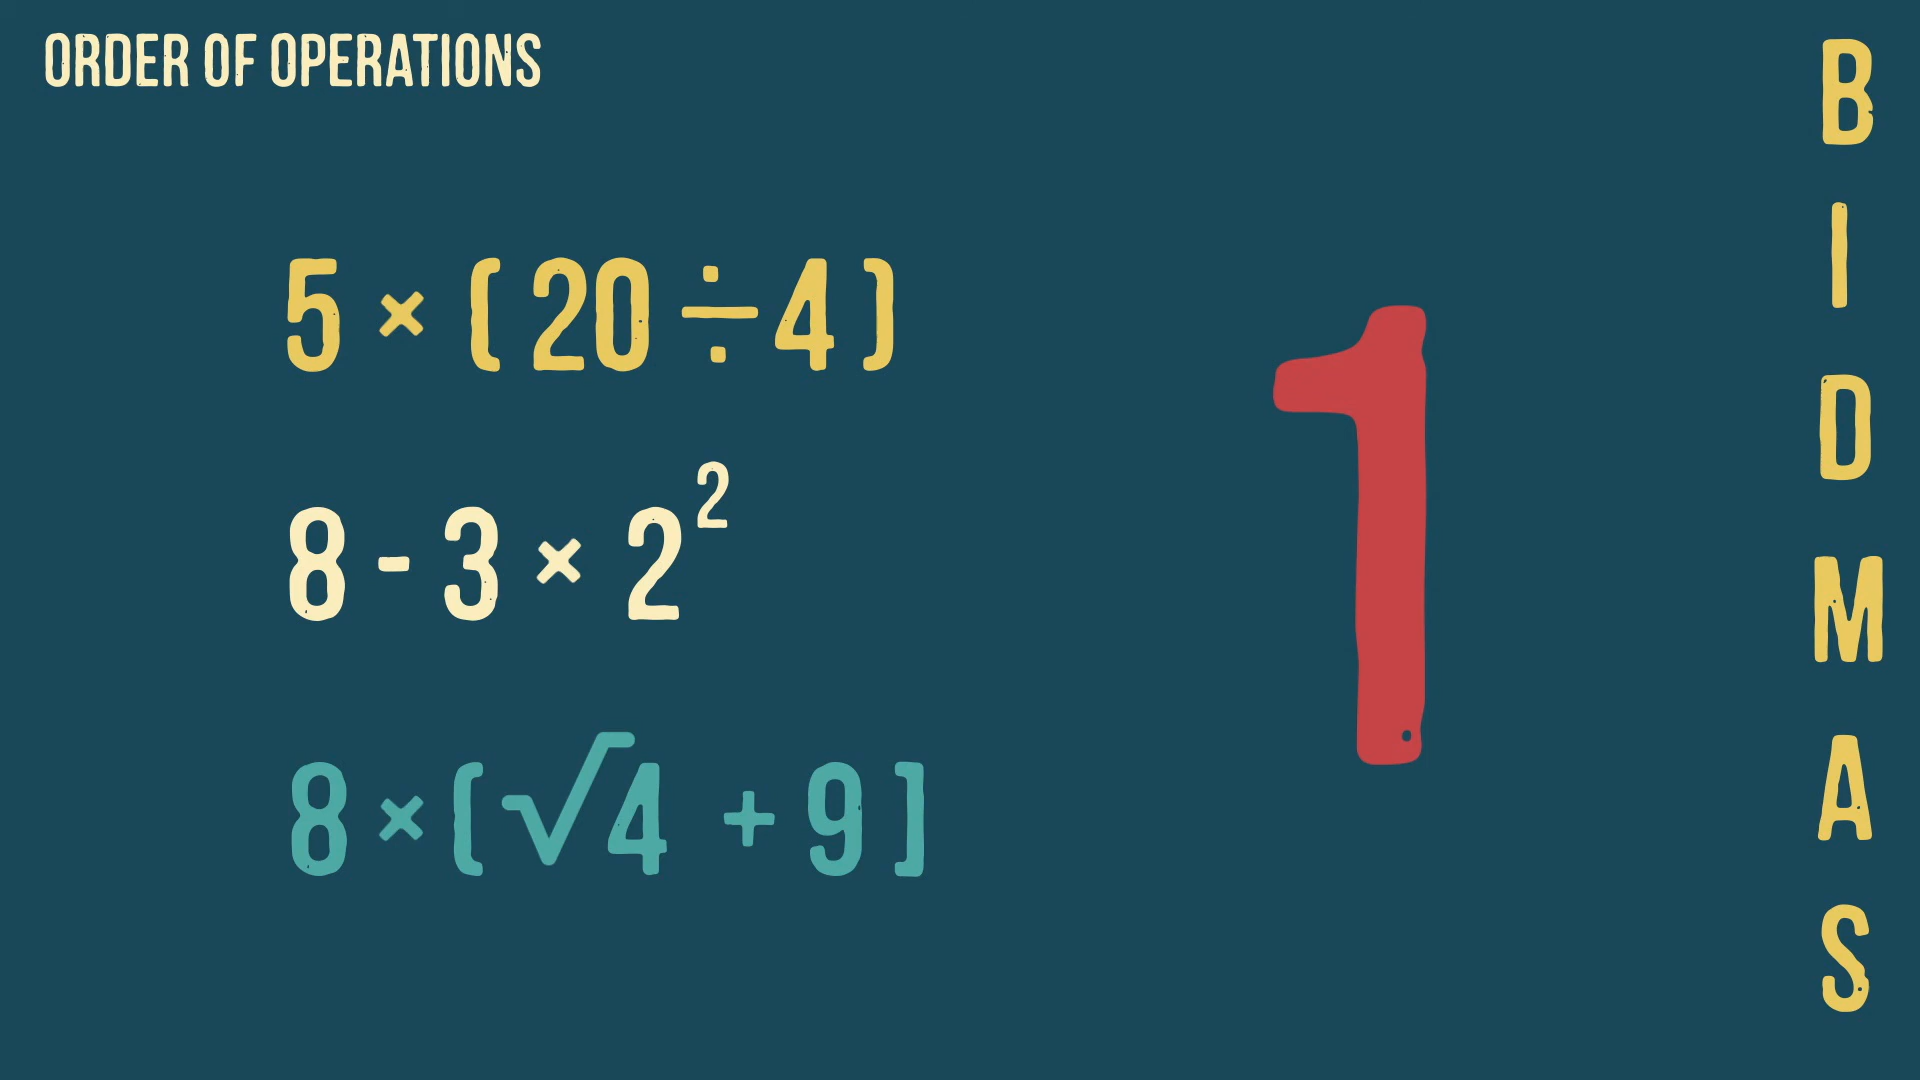 ORDER OF OPERATIONS
5 × ( 20 ÷ 4 )
8 - 3 × 2²
8 × ( √4 + 9 ]
1
B
I
D
M
A
S